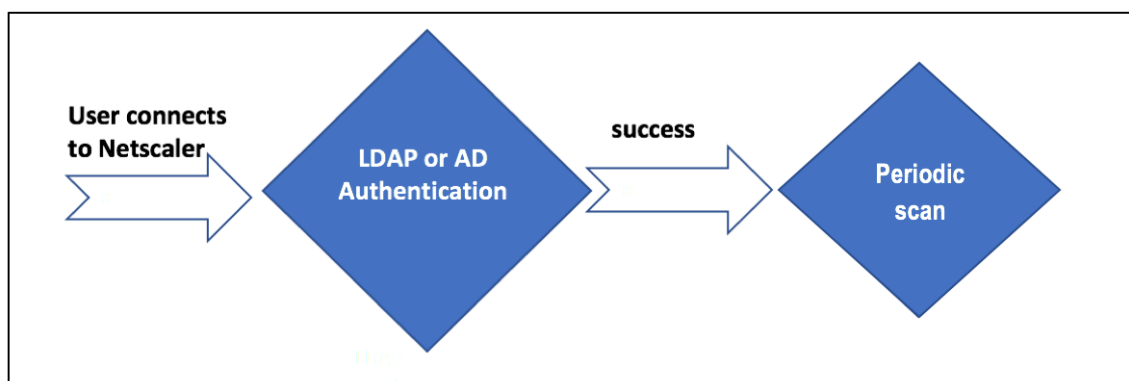 User connects
to Netscaler
LDAP or AD
Authentication
success
Periodic
scan